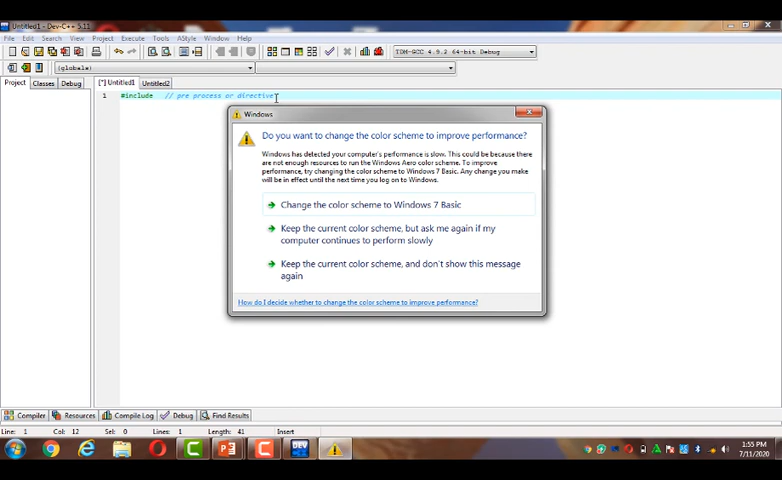 Untitled1 - Dev-C++ 5.11
File Edit Search View Project Execute Tools AStyle Window Help
TDM-GCC 4.9.2 64-bit Debug
(globals)
Project Classes Debug [*] Untitled1 Untitled2
1 #include // pre process or directive
Windows
Do you want to change the color scheme to improve performance?
Windows has detected your computer's performance is slow. This could be because there
are not enough resources to run the Windows Aero color scheme. To improve
performance, try changing the color scheme to Windows 7 Basic. Any change you make
will be in effect until the next time you log on to Windows.
Change the color scheme to Windows 7 Basic
Keep the current color scheme, but ask me again if my
computer continues to perform slowly
Keep the current color scheme, and don't show this message
again
How do I decide whether to change the color scheme to improve performance?
Compiler Resources Compile Log Debug Find Results
Line: 1 Col: 12 Sel: 0 Lines: 1 Length: 41 Insert
1:55 PM
7/11/2020